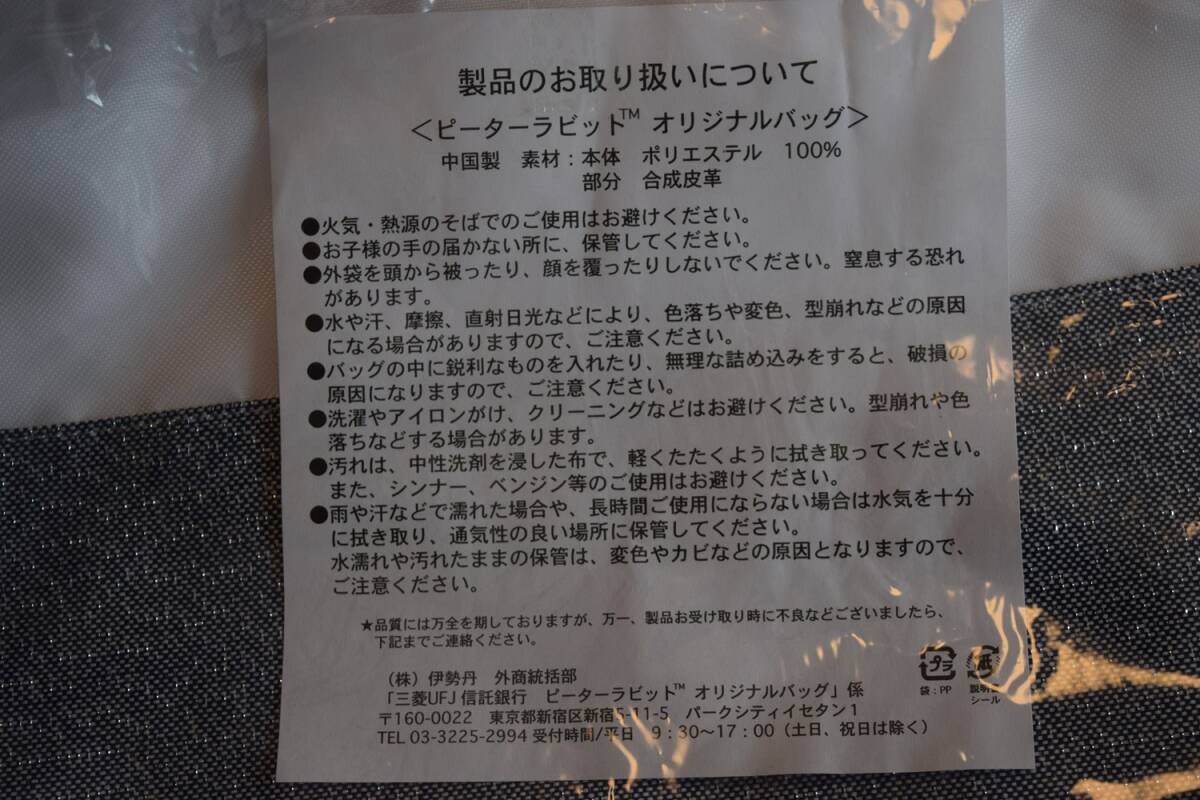 製品のお取り扱いについて
＜ピーターラビット™ オリジナルバッグ＞
中国製 素材：本体 ポリエステル 100%
部分 合成皮革
●火気・熱源のそばでのご使用はお避けください。
●お子様の手の届かない所に、保管してください。
●外袋を頭から被ったり、顔を覆ったりしないでください。窒息する恐れ
があります。
●水や汗、摩擦、直射日光などにより、色落ちや変色、型崩れなどの原因
になる場合がありますので、ご注意ください。
●バッグの中に鋭利なものを入れたり、無理な詰め込みをすると、破損の
原因になりますので、ご注意ください。
●洗濯やアイロンがけ、クリーニングなどはお避けください。型崩れや色
落ちなどする場合があります。
●汚れは、中性洗剤を浸した布で、軽くたたくように拭き取ってください。
また、シンナー、ベンジン等のご使用はお避けください。
●雨や汗などで濡れた場合や、長時間ご使用にならない場合は水気を十分
に拭き取り、通気性の良い場所に保管してください。
水濡れや汚れたままの保管は、変色やカビなどの原因となりますので、
ご注意ください。
★品質には万全を期しておりますが、万一、製品お受け取り時に不良などございましたら、
下記までご連絡ください。
（株）伊勢丹 外商統括部
「三菱UFJ信託銀行 ピーターラビット™ オリジナルバッグ」係
〒160-0022 東京都新宿区新宿5-11-5 パークシティイセタン1
TEL 03-3225-2994 受付時間/平日 9：30〜17：00（土日、祝日は除く）
プラ
袋：PP
紙
説明書
シール